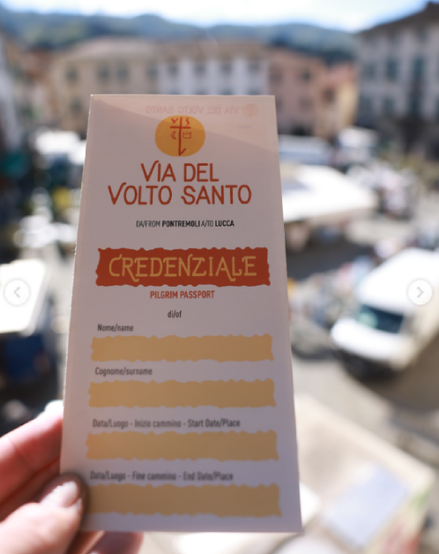 VIA DEL
VOLTO SANTO
DA/FROM PONTREMOLI A/TO LUCCA
CREDENZIALE
PILGRIM PASSPORT
di/of
Nome/name
Cognome/surname
Data/Luogo - Inizio cammino - Start Date/Place
Data/Luogo - Fine cammino - End Date/Place